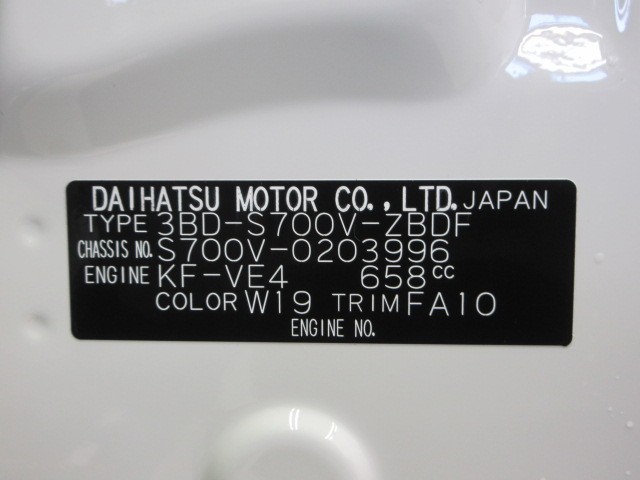 DAIHATSU MOTOR CO., LTD. JAPAN
TYPE 3BD-S700V-ZBDF
CHASSIS NO. S700V-0203996
ENGINE KF-VE4 658cc
COLOR W19 TRIM FA10
ENGINE NO.